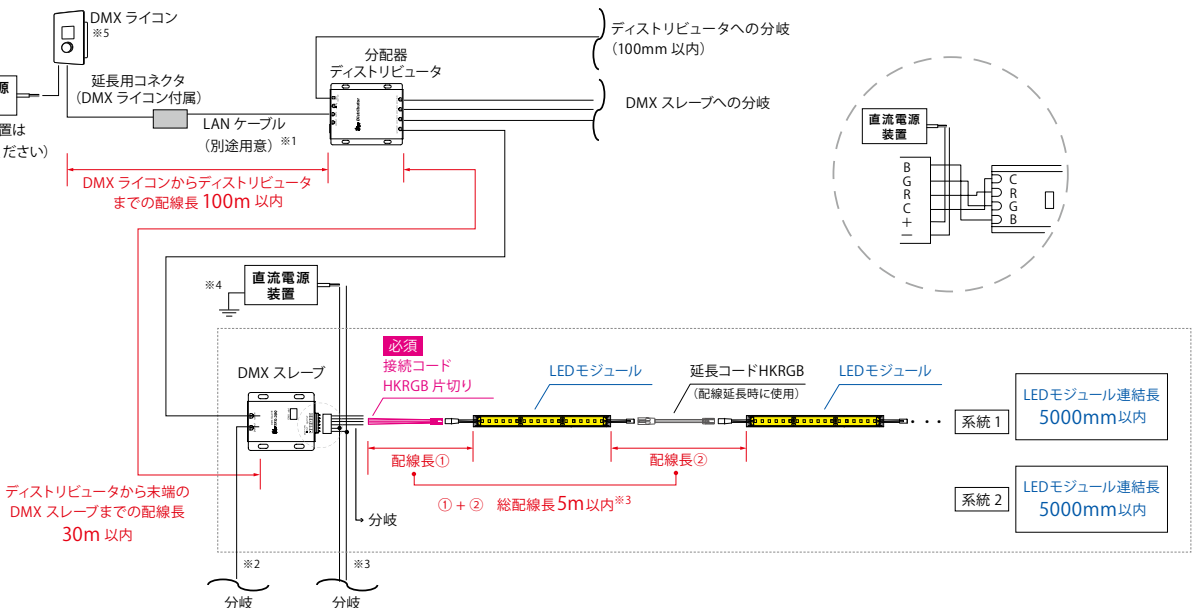 DMX ライコン
※5
源
置は
ださい)
延長用コネクタ
(DMX ライコン付属)
LAN ケーブル
(別途用意) ※1
分配器
ディストリビュータ
Distributor
ディストリビュータへの分岐
(100mm 以内)
DMX スレーブへの分岐
DMX ライコンからディストリビュータ
までの配線長 100m 以内
直流電源
装置
B
G
R
C
+
−
C
R
G
B
※4
直流電源
装置
DMX スレーブ
必須
接続コード
HKRGB 片切り
LEDモジュール
延長コードHKRGB
(配線延長時に使用)
LEDモジュール
系統 1
LEDモジュール連結長
5000mm以内
配線長①
配線長②
① + ② 総配線長5m以内※3
系統 2
LEDモジュール連結長
5000mm以内
ディストリビュータから末端の
DMX スレーブまでの配線長
30m 以内
分岐
※2
※3
分岐
分岐